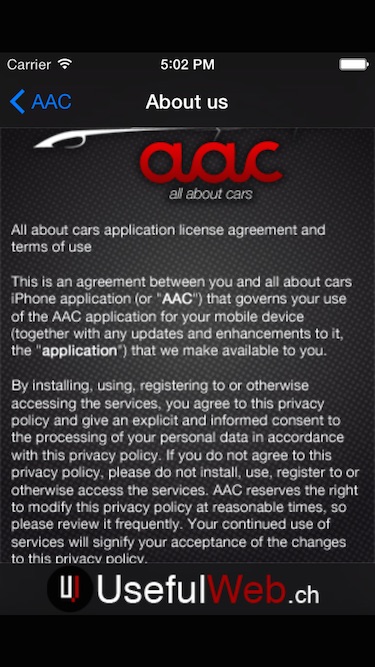 Carrier 5:02 PM
AAC About us
aac
all about cars
All about cars application license agreement and
terms of use
This is an agreement between you and all about cars
iPhone application (or "AAC") that governs your use
of the AAC application for your mobile device
(together with any updates and enhancements to it,
the "application") that we make available to you.
By installing, using, registering to or otherwise
accessing the services, you agree to this privacy
policy and give an explicit and informed consent to
the processing of your personal data in accordance
with this privacy policy. If you do not agree to this
privacy policy, please do not install, use, register to or
otherwise access the services. AAC reserves the right
to modify this privacy policy at reasonable times, so
please review it frequently. Your continued use of
services will signify your acceptance of the changes
to this privacy policy.
UsefulWeb.ch